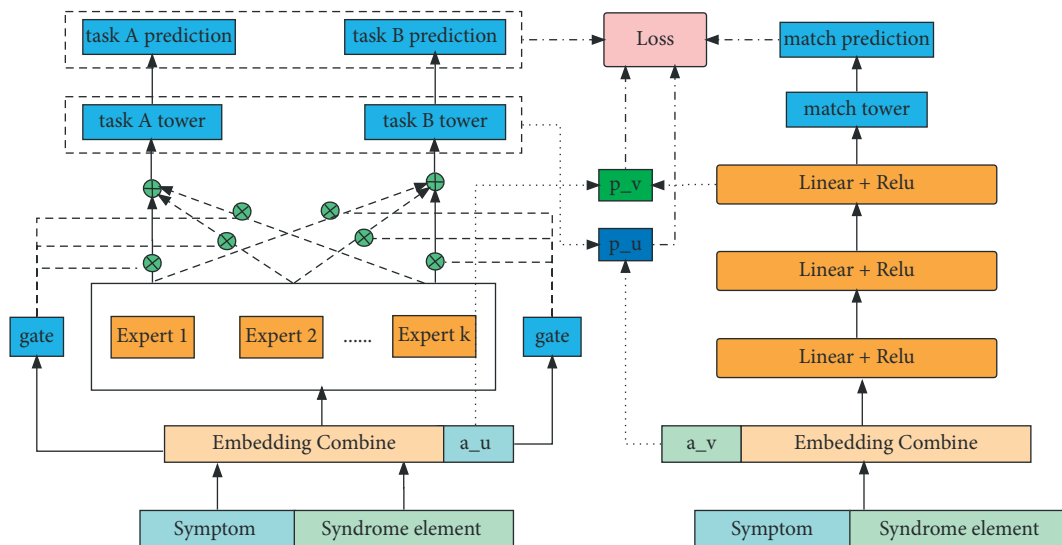 task A prediction
task B prediction
Loss
match prediction
task A tower
task B tower
match tower
p_v
Linear + Relu
p_u
Linear + Relu
gate
Expert 1
Expert 2
......
Expert k
gate
Linear + Relu
Embedding Combine
a_u
a_v
Embedding Combine
Symptom
Syndrome element
Symptom
Syndrome element